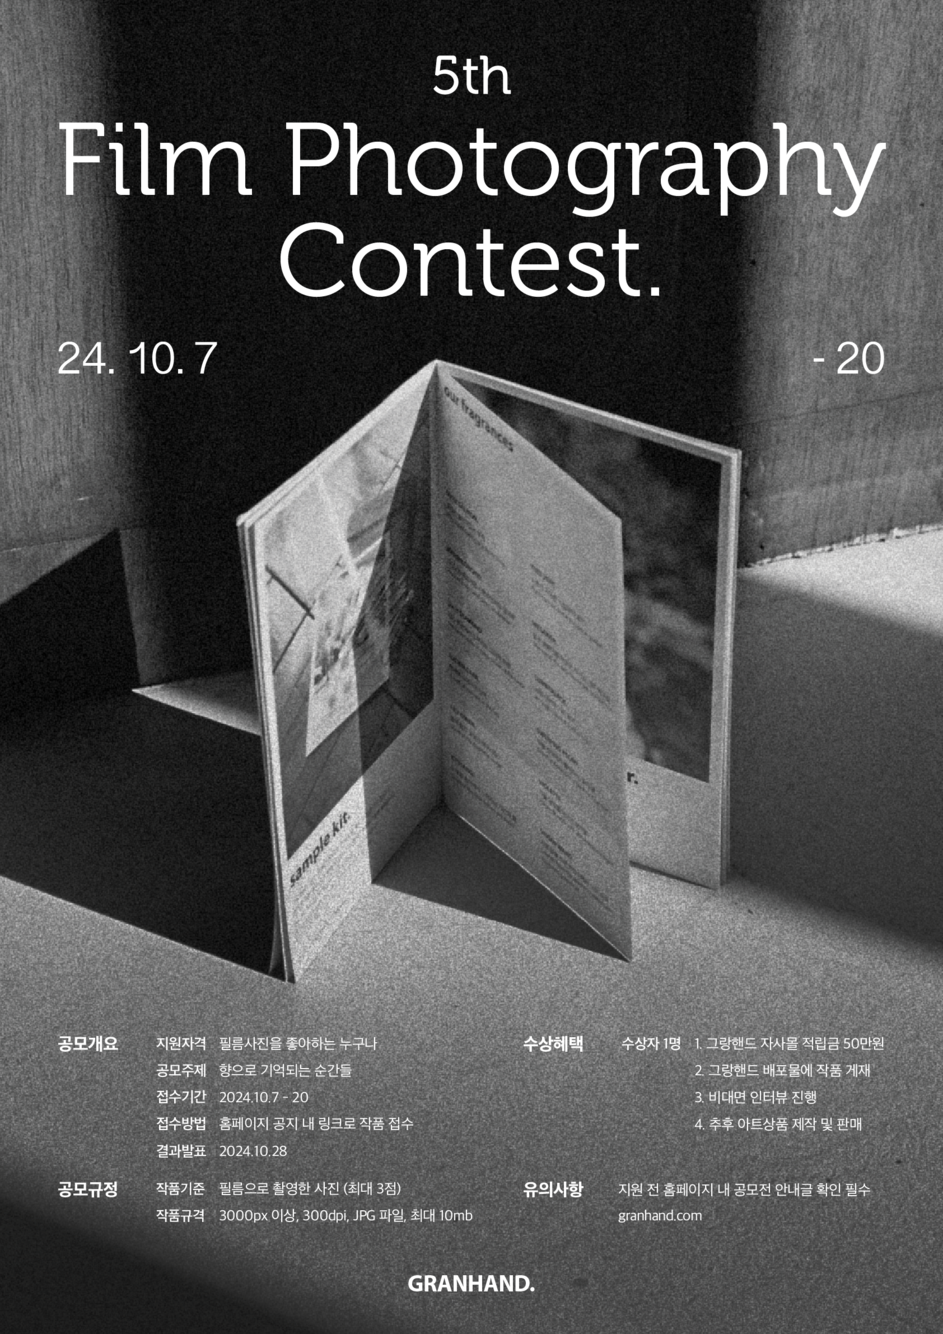 5th
Film Photography
Contest.
24. 10. 7
- 20
our fragrances
r.
sample kit.
공모개요
지원자격 필름사진을 좋아하는 누구나
공모주제 향으로 기억되는 순간들
접수기간 2024.10.7 - 20
접수방법 홈페이지 공지 내 링크로 작품 접수
결과발표 2024.10.28
공모규정
작품기준 필름으로 촬영한 사진 (최대 3점)
작품규격 3000px 이상, 300dpi, JPG 파일, 최대 10mb
수상혜택
수상자 1명 1. 그랑핸드 자사몰 적립금 50만원
2. 그랑핸드 배포물에 작품 게재
3. 비대면 인터뷰 진행
4. 추후 아트상품 제작 및 판매
유의사항
지원 전 홈페이지 내 공모전 안내글 확인 필수
granhand.com
GRANHAND.